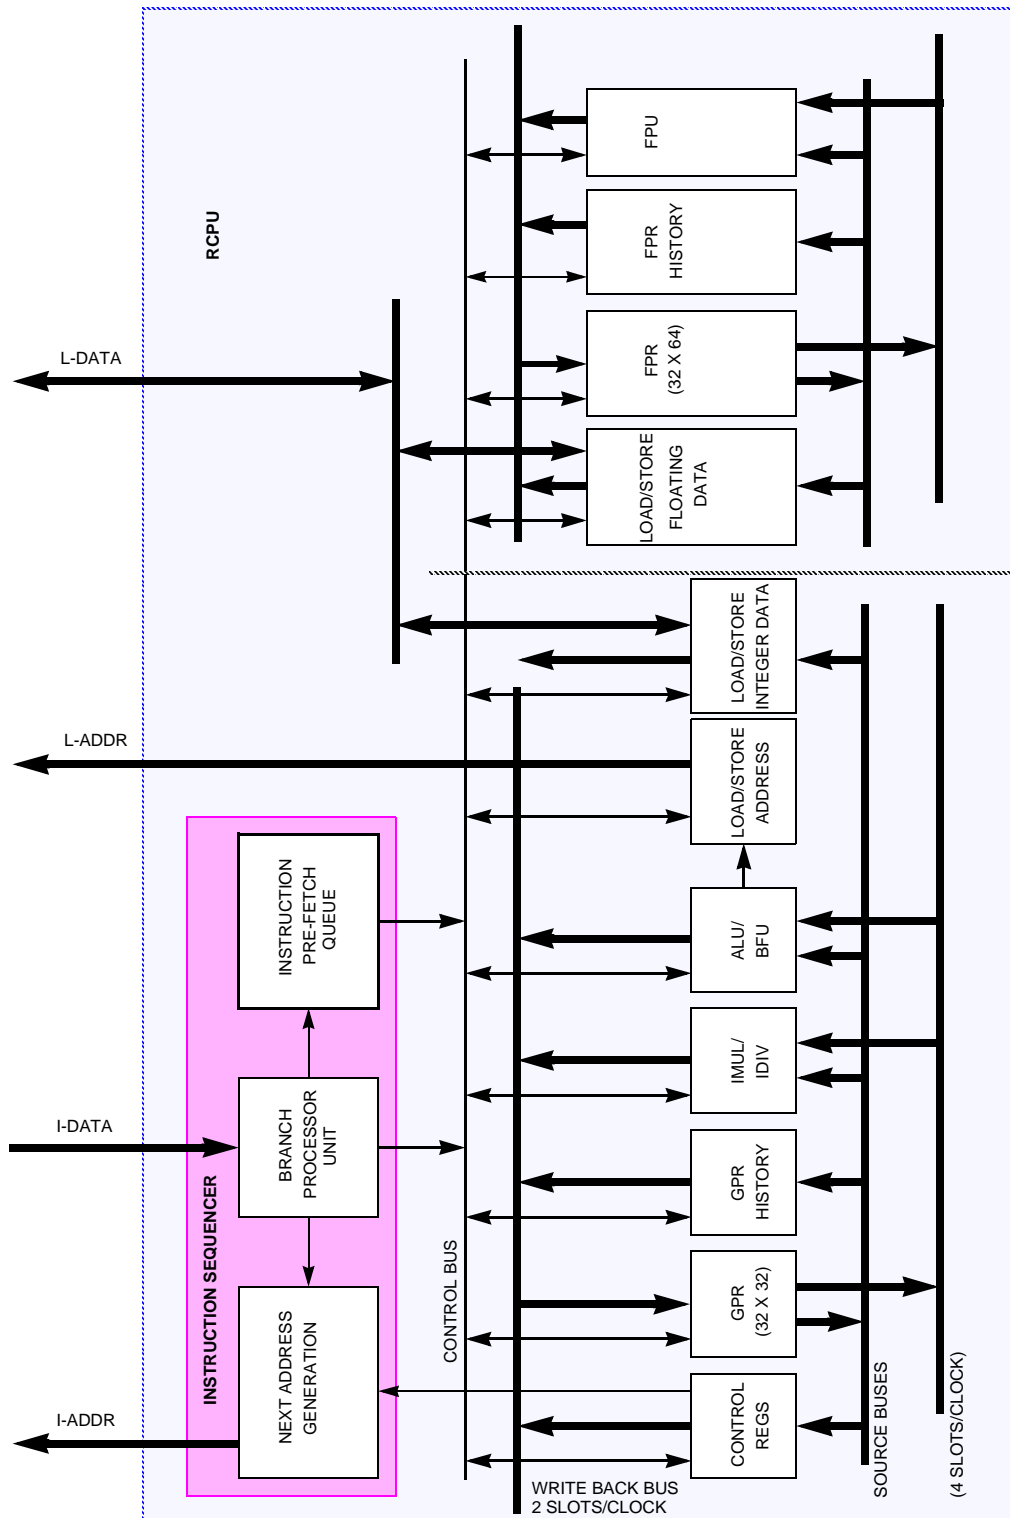 RCPU
L-DATA
L-ADDR
I-DATA
I-ADDR
INSTRUCTION SEQUENCER
INSTRUCTION
PRE-FETCH
QUEUE
BRANCH
PROCESSOR
UNIT
NEXT ADDRESS
GENERATION
CONTROL BUS
WRITE BACK BUS
2 SLOTS/CLOCK
FPU
FPR
HISTORY
FPR
(32 X 64)
LOAD/STORE
FLOATING
DATA
LOAD/STORE
INTEGER DATA
LOAD/STORE
ADDRESS
ALU/
BFU
IMUL/
IDIV
GPR
HISTORY
GPR
(32 X 32)
CONTROL
REGS
SOURCE BUSES
(4 SLOTS/CLOCK)